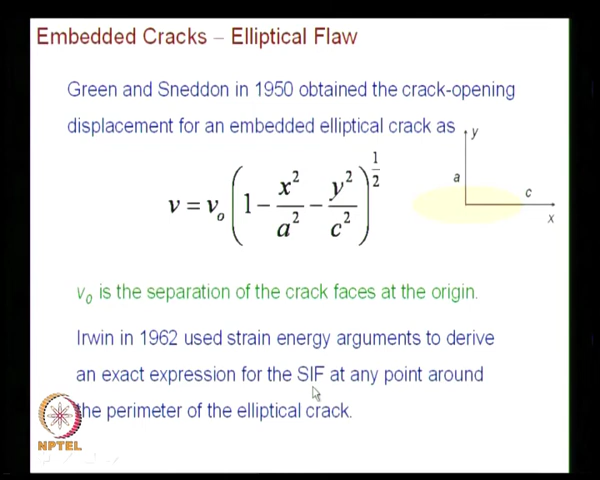 Embedded Cracks – Elliptical Flaw
Green and Sneddon in 1950 obtained the crack-opening
displacement for an embedded elliptical crack as
y
a
c
x
v = v₀ (1 − x²/a² − y²/c²)^(1/2)
v₀ is the separation of the crack faces at the origin.
Irwin in 1962 used strain energy arguments to derive
an exact expression for the SIF at any point around
the perimeter of the elliptical crack.
NPTEL